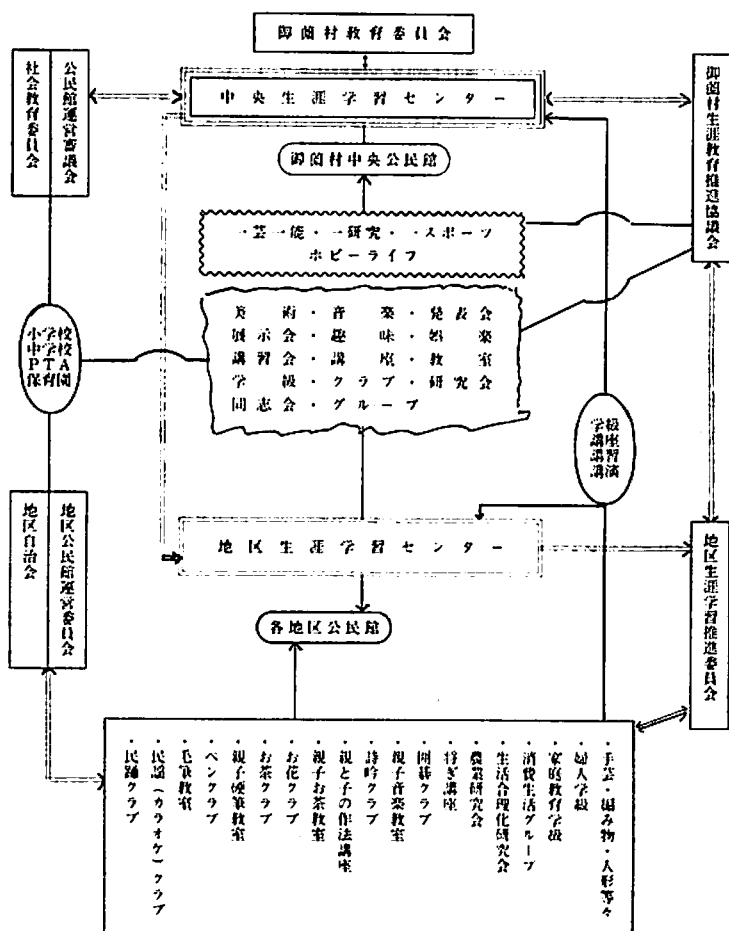 御薗村教育委員会
中央生涯学習センター
御薗村中央公民館
公民館運営審議会
社会教育委員会
御薗村生涯教育推進協議会
一芸一能・一研究・一スポーツ
ホビーライフ
美術・音楽・発表会
展示会・趣味・娯楽
講習会・講座・教室
学級・クラブ・研究会
同志会・グループ
小学校
中学校
PTA
保育園
学級
講座
講習
講演
地区生涯学習センター
各地区公民館
地区公民館運営委員会
地区自治会
地区生涯学習推進委員会
・手芸・編み物・人形等々
・婦人学級
・家庭教育学級
・消費生活グループ
・生活合理化研究会
・農業研究会
・将ぎ講座
・囲碁クラブ
・親子音楽教室
・詩吟クラブ
・親と子の作法講座
・親子お茶教室
・お花クラブ
・お茶クラブ
・親子硬筆教室
・ペンクラブ
・毛筆教室
・民謡(カラオケ)クラブ
・民踊クラブ